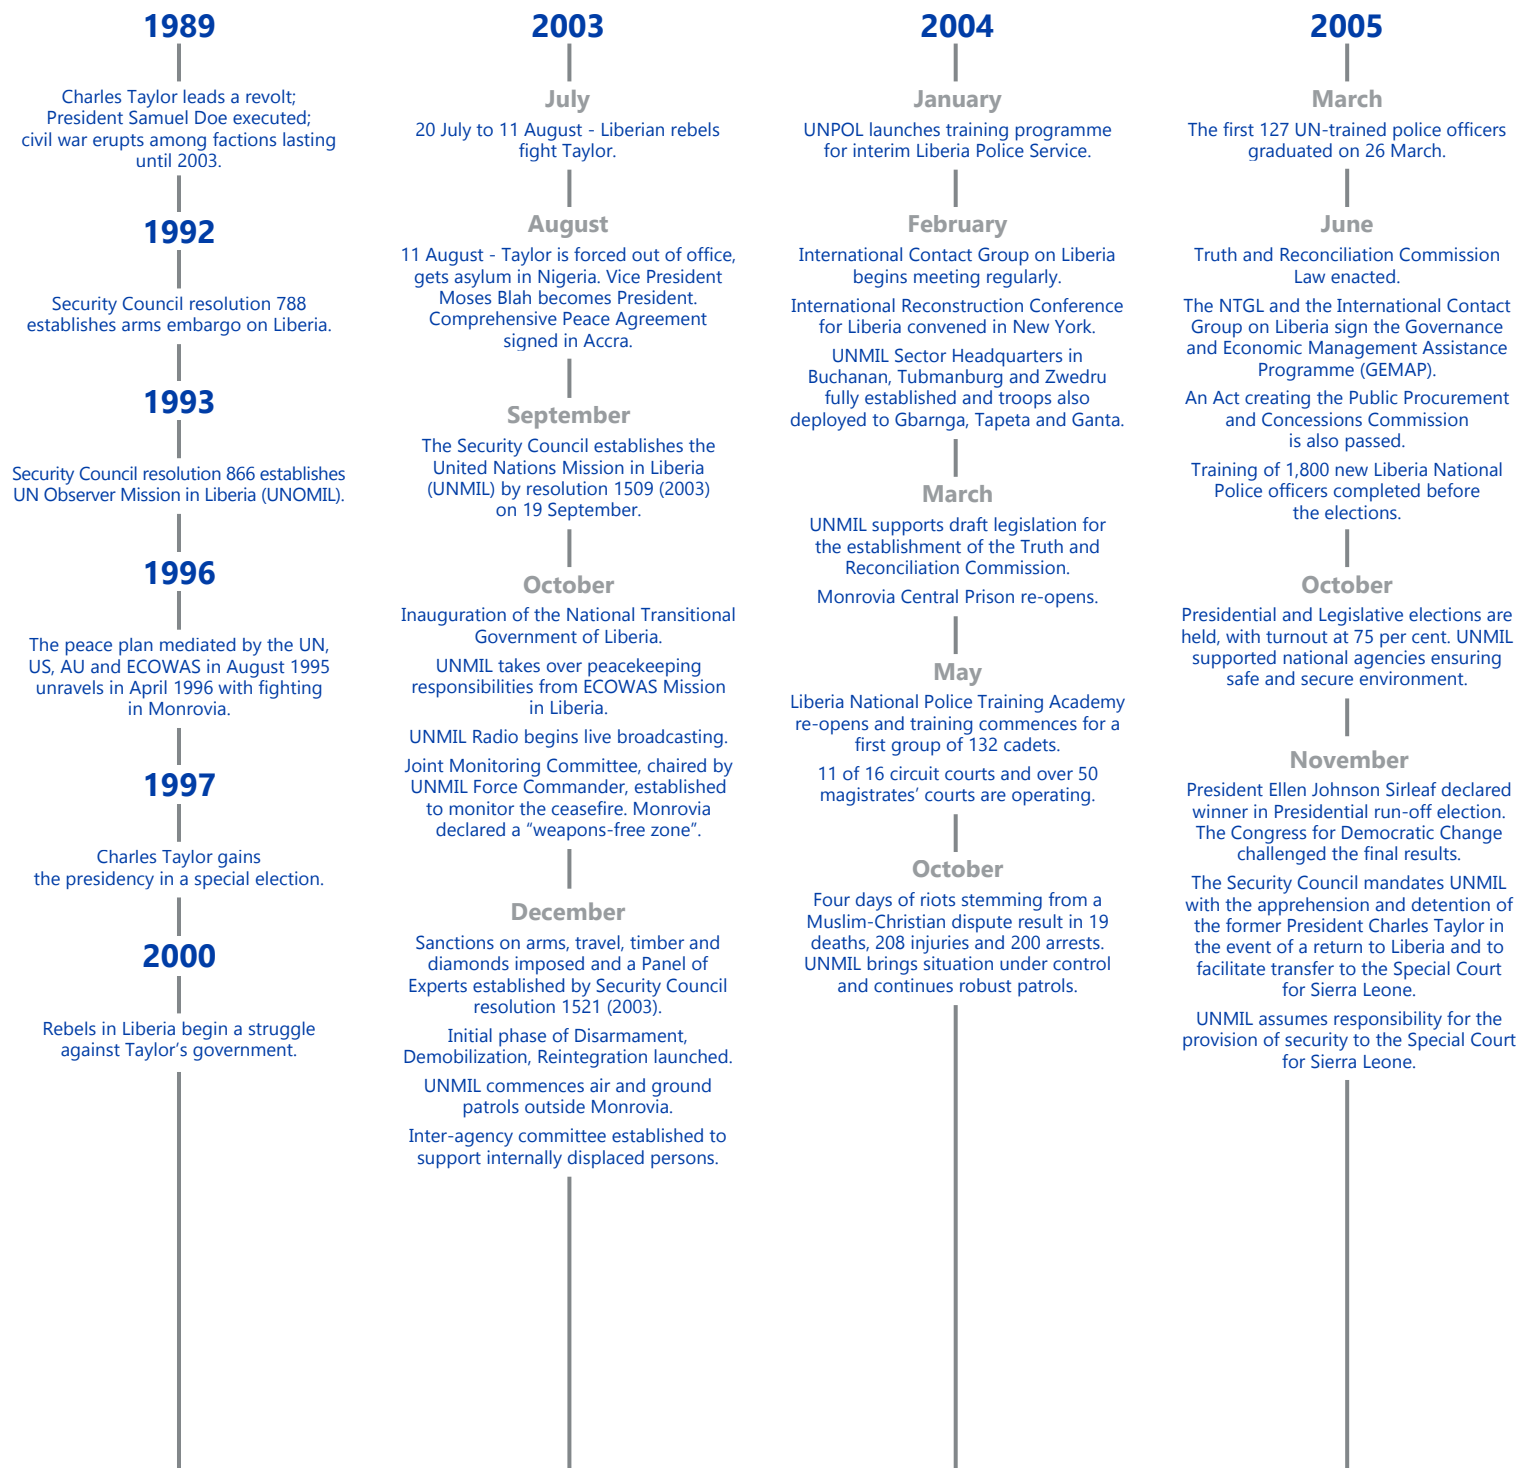 1989
Charles Taylor leads a revolt;
President Samuel Doe executed;
civil war erupts among factions lasting
until 2003.
1992
Security Council resolution 788
establishes arms embargo on Liberia.
1993
Security Council resolution 866 establishes
UN Observer Mission in Liberia (UNOMIL).
1996
The peace plan mediated by the UN,
US, AU and ECOWAS in August 1995
unravels in April 1996 with fighting
in Monrovia.
1997
Charles Taylor gains
the presidency in a special election.
2000
Rebels in Liberia begin a struggle
against Taylor’s government.
2003
July
20 July to 11 August - Liberian rebels
fight Taylor.
August
11 August - Taylor is forced out of office,
gets asylum in Nigeria. Vice President
Moses Blah becomes President.
Comprehensive Peace Agreement
signed in Accra.
September
The Security Council establishes the
United Nations Mission in Liberia
(UNMIL) by resolution 1509 (2003)
on 19 September.
October
Inauguration of the National Transitional
Government of Liberia.
UNMIL takes over peacekeeping
responsibilities from ECOWAS Mission
in Liberia.
UNMIL Radio begins live broadcasting.
Joint Monitoring Committee, chaired by
UNMIL Force Commander, established
to monitor the ceasefire. Monrovia
declared a “weapons-free zone”.
December
Sanctions on arms, travel, timber and
diamonds imposed and a Panel of
Experts established by Security Council
resolution 1521 (2003).
Initial phase of Disarmament,
Demobilization, Reintegration launched.
UNMIL commences air and ground
patrols outside Monrovia.
Inter-agency committee established to
support internally displaced persons.
2004
January
UNPOL launches training programme
for interim Liberia Police Service.
February
International Contact Group on Liberia
begins meeting regularly.
International Reconstruction Conference
for Liberia convened in New York.
UNMIL Sector Headquarters in
Buchanan, Tubmanburg and Zwedru
fully established and troops also
deployed to Gbarnga, Tapeta and Ganta.
March
UNMIL supports draft legislation for
the establishment of the Truth and
Reconciliation Commission.
Monrovia Central Prison re-opens.
May
Liberia National Police Training Academy
re-opens and training commences for a
first group of 132 cadets.
11 of 16 circuit courts and over 50
magistrates’ courts are operating.
October
Four days of riots stemming from a
Muslim-Christian dispute result in 19
deaths, 208 injuries and 200 arrests.
UNMIL brings situation under control
and continues robust patrols.
2005
March
The first 127 UN-trained police officers
graduated on 26 March.
June
Truth and Reconciliation Commission
Law enacted.
The NTGL and the International Contact
Group on Liberia sign the Governance
and Economic Management Assistance
Programme (GEMAP).
An Act creating the Public Procurement
and Concessions Commission
is also passed.
Training of 1,800 new Liberia National
Police officers completed before
the elections.
October
Presidential and Legislative elections are
held, with turnout at 75 per cent. UNMIL
supported national agencies ensuring
safe and secure environment.
November
President Ellen Johnson Sirleaf declared
winner in Presidential run-off election.
The Congress for Democratic Change
challenged the final results.
The Security Council mandates UNMIL
with the apprehension and detention of
the former President Charles Taylor in
the event of a return to Liberia and to
facilitate transfer to the Special Court
for Sierra Leone.
UNMIL assumes responsibility for the
provision of security to the Special Court
for Sierra Leone.